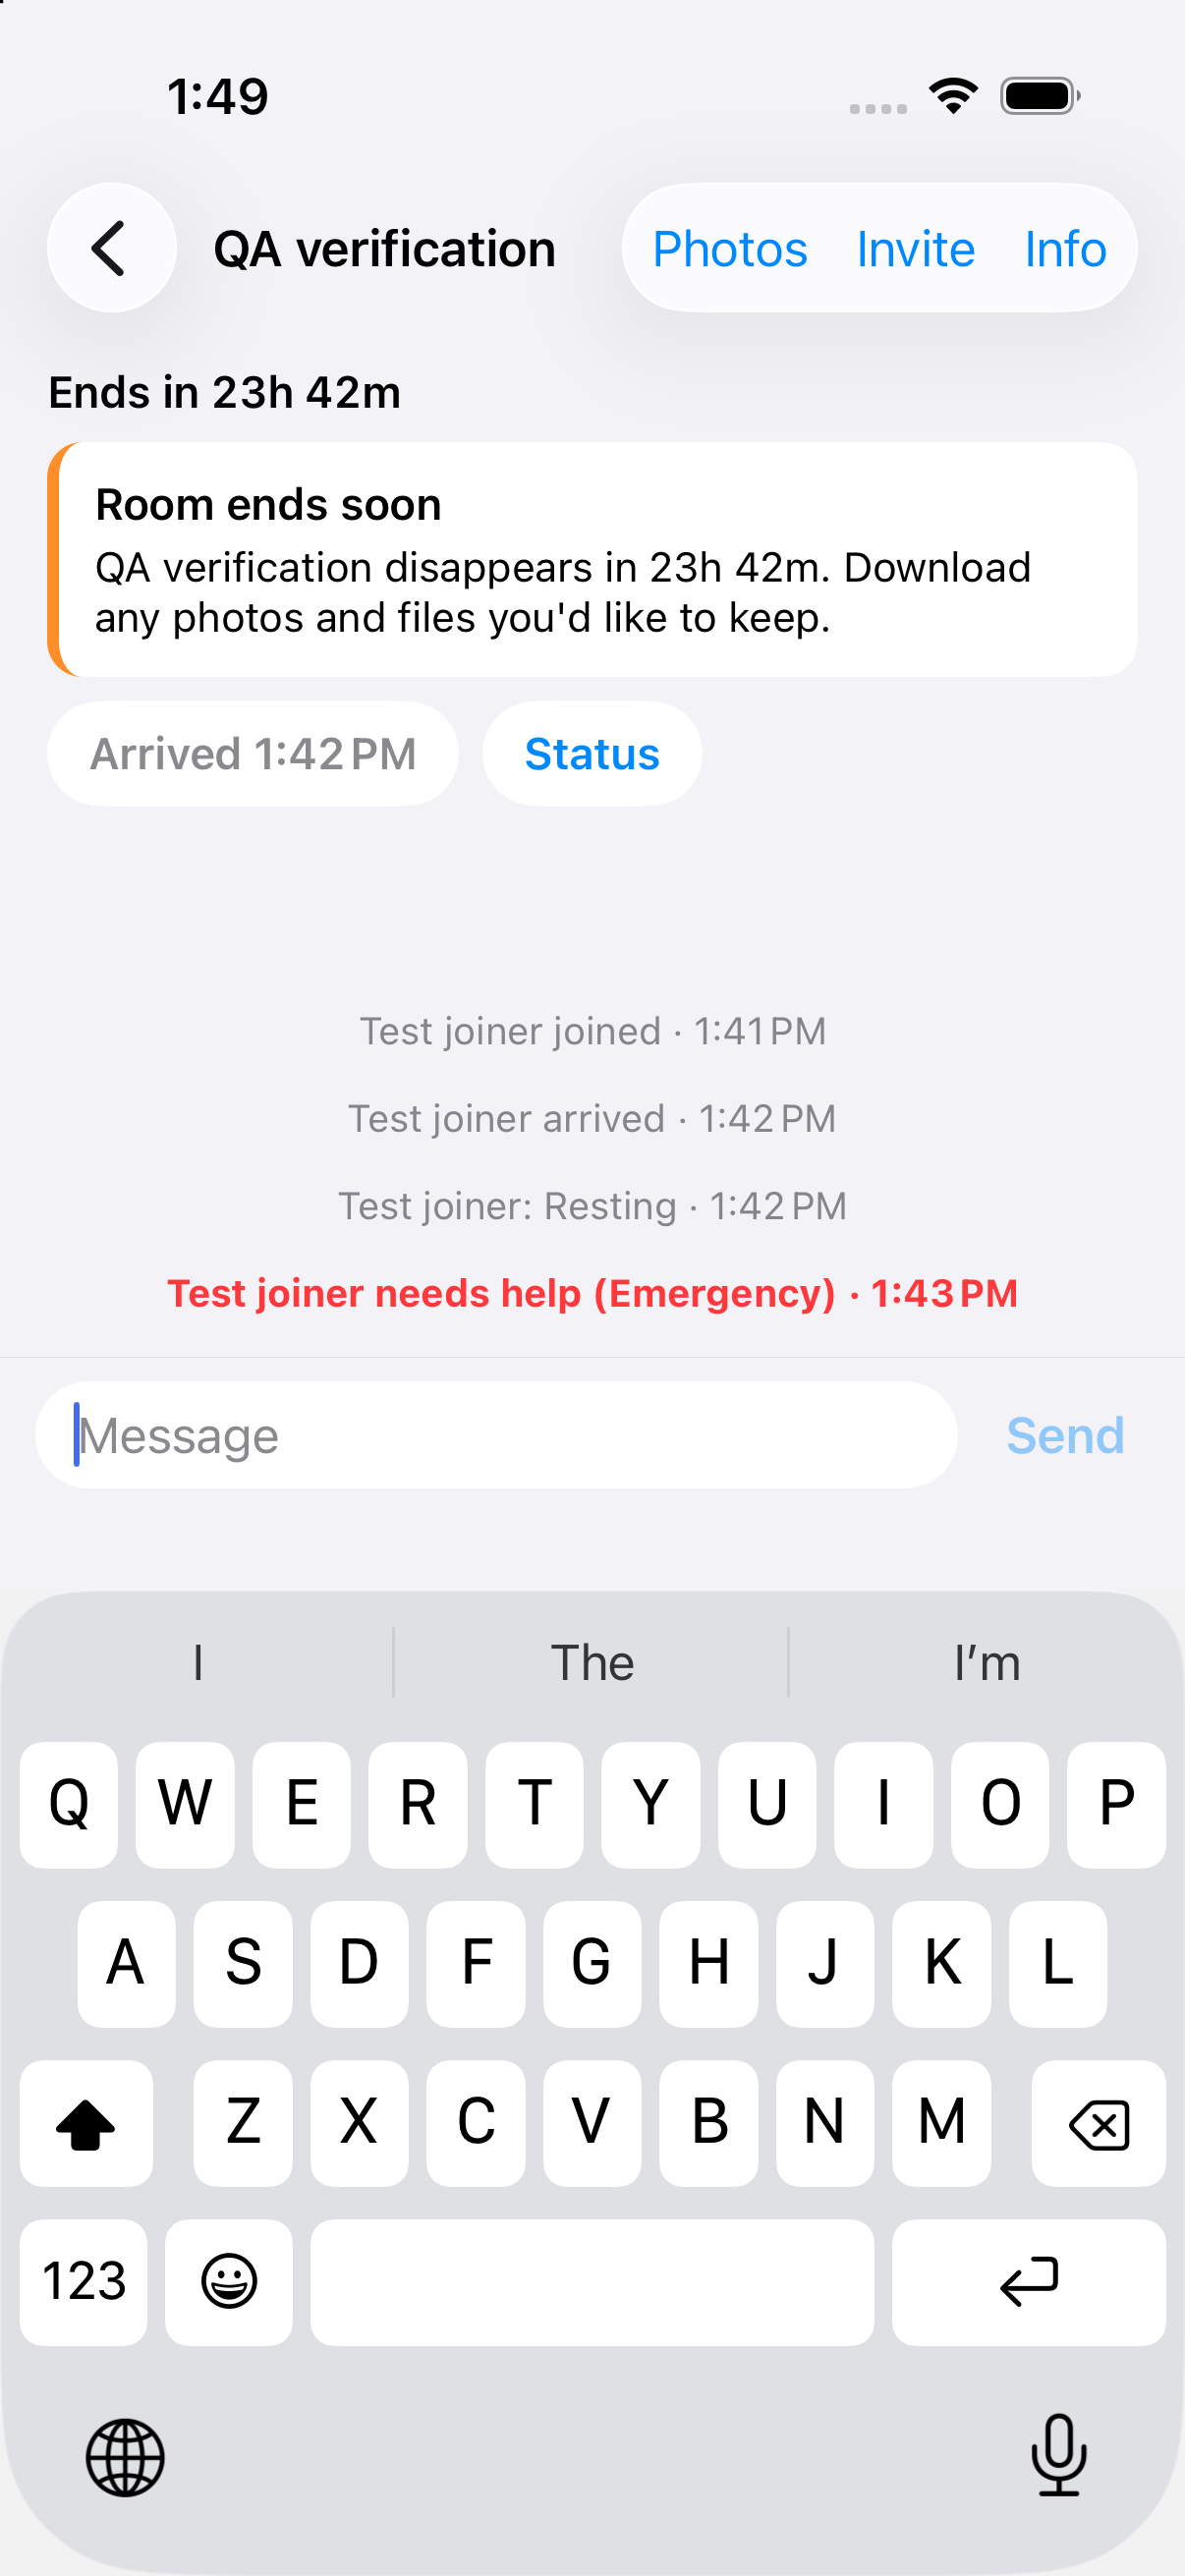 1:49
QA verification
Photos Invite Info
Ends in 23h 42m
Room ends soon
QA verification disappears in 23h 42m. Download
any photos and files you'd like to keep.
Arrived 1:42 PM
Status
Test joiner joined · 1:41 PM
Test joiner arrived · 1:42 PM
Test joiner: Resting · 1:42 PM
Test joiner needs help (Emergency) · 1:43 PM
Message
Send
I The I’m
Q W E R T Y U I O P
A S D F G H J K L
Z X C V B N M
123